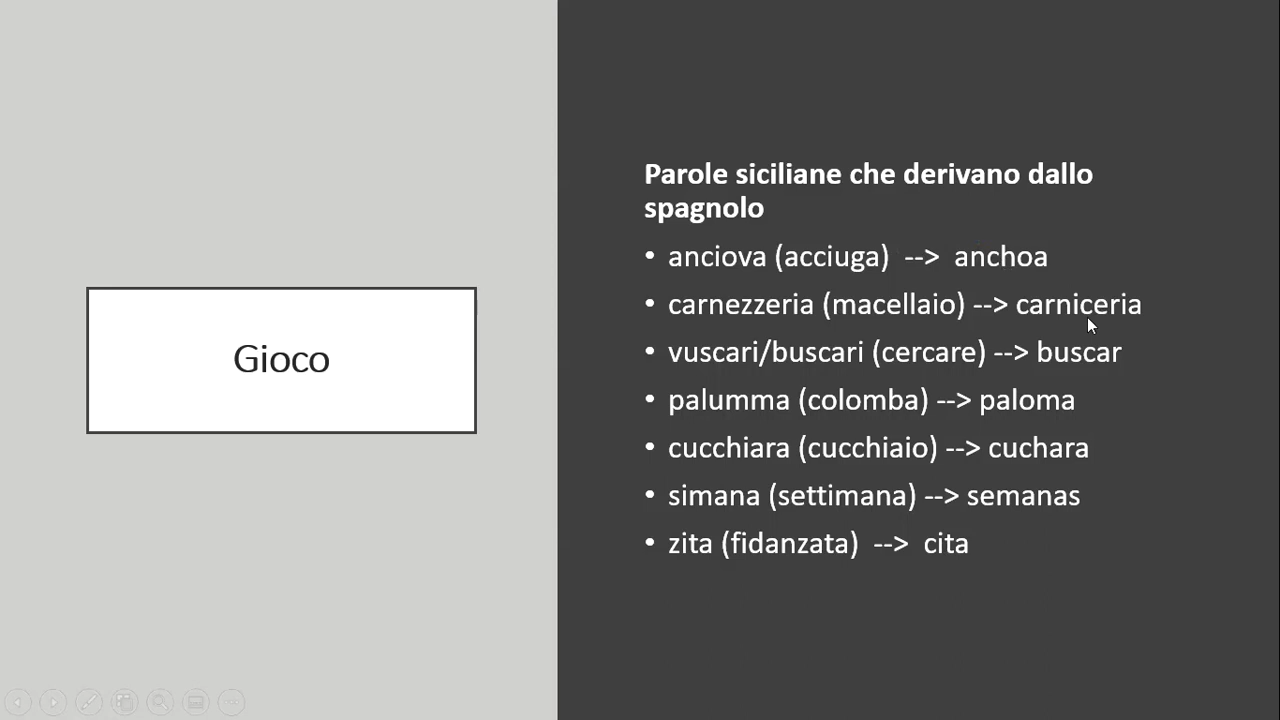 Gioco
Parole siciliane che derivano dallo
spagnolo
• anciova (acciuga) --> anchoa
• carnezzeria (macellaio) --> carniceria
• vuscari/buscari (cercare) --> buscar
• palumma (colomba) --> paloma
• cucchiara (cucchiaio) --> cuchara
• simana (settimana) --> semanas
• zita (fidanzata) --> cita